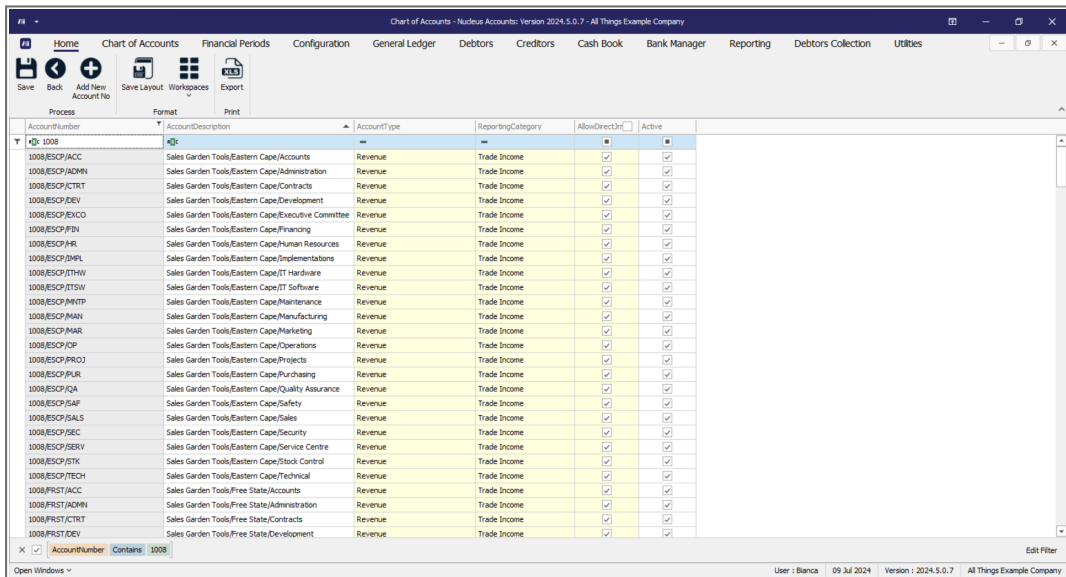 Chart of Accounts - Nucleus Accounts: Version 2024.5.0.7 - All Things Example Company
Home Chart of Accounts Financial Periods Configuration General Ledger Debtors Creditors Cash Book Bank Manager Reporting Debtors Collection Utilities
Save Back Add New Account No Save Layout Workspaces XLS Export
Process Format Print
AccountNumber AccountDescription AccountType ReportingCategory AllowDirectJrn Active
1008
1008/ESCP/ACC Sales Garden Tools/Eastern Cape/Accounts Revenue Trade Income
1008/ESCP/ADMN Sales Garden Tools/Eastern Cape/Administration Revenue Trade Income
1008/ESCP/CTRT Sales Garden Tools/Eastern Cape/Contracts Revenue Trade Income
1008/ESCP/DEV Sales Garden Tools/Eastern Cape/Development Revenue Trade Income
1008/ESCP/EXCO Sales Garden Tools/Eastern Cape/Executive Committee Revenue Trade Income
1008/ESCP/FIN Sales Garden Tools/Eastern Cape/Financing Revenue Trade Income
1008/ESCP/HR Sales Garden Tools/Eastern Cape/Human Resources Revenue Trade Income
1008/ESCP/IMPL Sales Garden Tools/Eastern Cape/Implementations Revenue Trade Income
1008/ESCP/ITHW Sales Garden Tools/Eastern Cape/IT Hardware Revenue Trade Income
1008/ESCP/ITSW Sales Garden Tools/Eastern Cape/IT Software Revenue Trade Income
1008/ESCP/MNTP Sales Garden Tools/Eastern Cape/Maintenance Revenue Trade Income
1008/ESCP/MAN Sales Garden Tools/Eastern Cape/Manufacturing Revenue Trade Income
1008/ESCP/MAR Sales Garden Tools/Eastern Cape/Marketing Revenue Trade Income
1008/ESCP/OP Sales Garden Tools/Eastern Cape/Operations Revenue Trade Income
1008/ESCP/PROJ Sales Garden Tools/Eastern Cape/Projects Revenue Trade Income
1008/ESCP/PUR Sales Garden Tools/Eastern Cape/Purchasing Revenue Trade Income
1008/ESCP/QA Sales Garden Tools/Eastern Cape/Quality Assurance Revenue Trade Income
1008/ESCP/SAF Sales Garden Tools/Eastern Cape/Safety Revenue Trade Income
1008/ESCP/SALS Sales Garden Tools/Eastern Cape/Sales Revenue Trade Income
1008/ESCP/SEC Sales Garden Tools/Eastern Cape/Security Revenue Trade Income
1008/ESCP/SERV Sales Garden Tools/Eastern Cape/Service Centre Revenue Trade Income
1008/ESCP/STK Sales Garden Tools/Eastern Cape/Stock Control Revenue Trade Income
1008/ESCP/TECH Sales Garden Tools/Eastern Cape/Technical Revenue Trade Income
1008/FRST/ACC Sales Garden Tools/Free State/Accounts Revenue Trade Income
1008/FRST/ADMN Sales Garden Tools/Free State/Administration Revenue Trade Income
1008/FRST/CTRT Sales Garden Tools/Free State/Contracts Revenue Trade Income
1008/FRST/DEV Sales Garden Tools/Free State/Development Revenue Trade Income
AccountNumber Contains 1008 Edit Filter
Open Windows User : Bianca 09 Jul 2024 Version : 2024.5.0.7 All Things Example Company